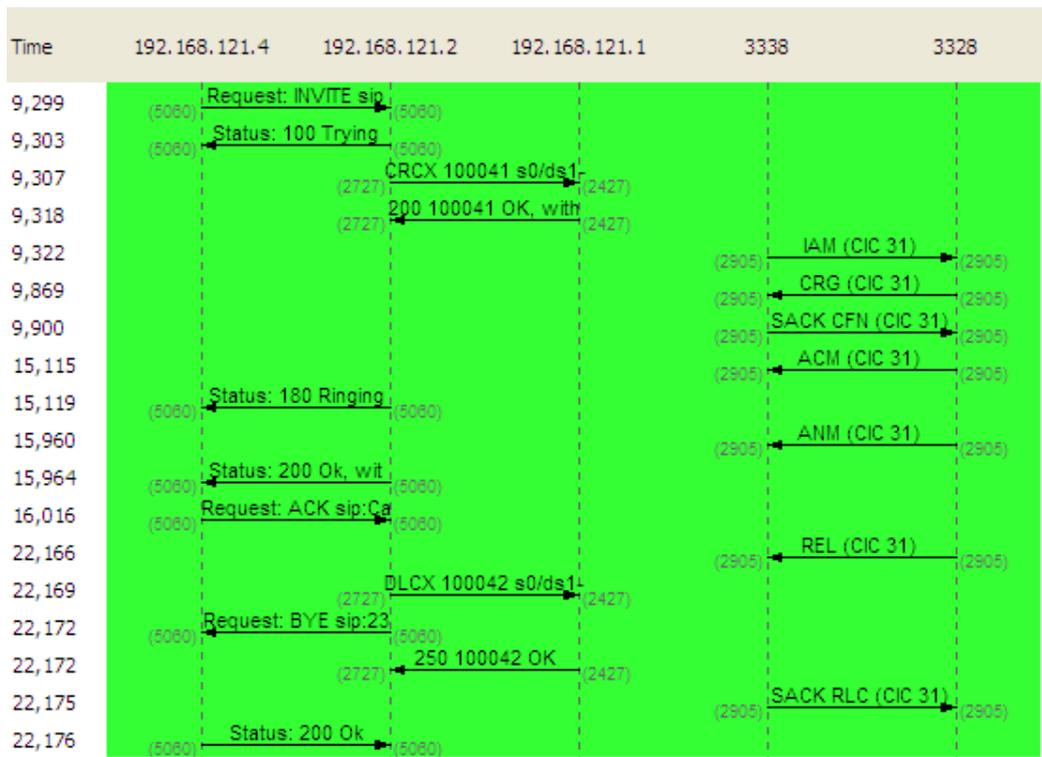 Time 192.168.121.4 192.168.121.2 192.168.121.1 3338 3328
9,299 (5060) Request: INVITE sip (5060)
9,303 (5060) Status: 100 Trying (5060)
9,307 (2727) CRCX 100041 s0/ds1- (2427)
9,318 (2727) 200 100041 OK, with (2427)
9,322 (2905) IAM (CIC 31) (2905)
9,869 (2905) CRG (CIC 31) (2905)
9,900 (2905) SACK CFN (CIC 31) (2905)
15,115 (2905) ACM (CIC 31) (2905)
15,119 (5060) Status: 180 Ringing (5060)
15,960 (2905) ANM (CIC 31) (2905)
15,964 (5060) Status: 200 Ok, wit (5060)
16,016 (5060) Request: ACK sip:Ca (5060)
22,166 (2905) REL (CIC 31) (2905)
22,169 (2727) DLCX 100042 s0/ds1- (2427)
22,172 (5060) Request: BYE sip:23 (5060)
22,172 (2727) 250 100042 OK (2427)
22,175 (2905) SACK RLC (CIC 31) (2905)
22,176 (5060) Status: 200 Ok (5060)